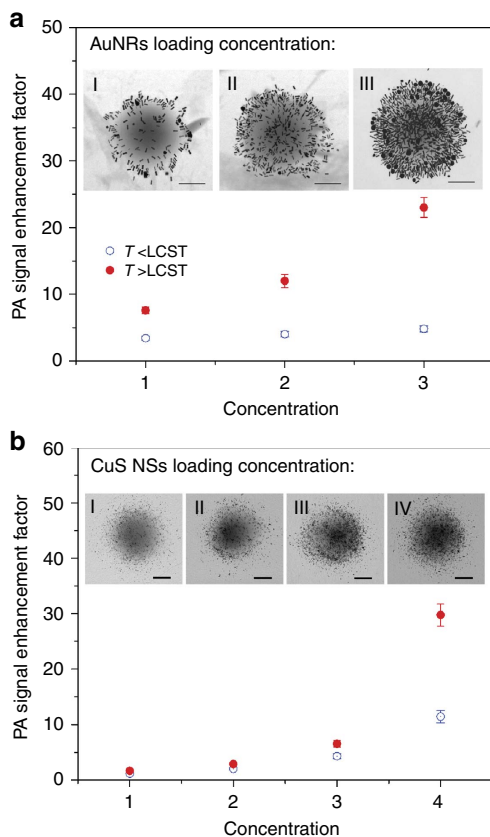 a
AuNRs loading concentration:
I
II
III
T <LCST
T >LCST
PA signal enhancement factor
50
40
30
20
10
0
1
2
3
Concentration
b
CuS NSs loading concentration:
I
II
III
IV
PA signal enhancement factor
60
50
40
30
20
10
0
1
2
3
4
Concentration